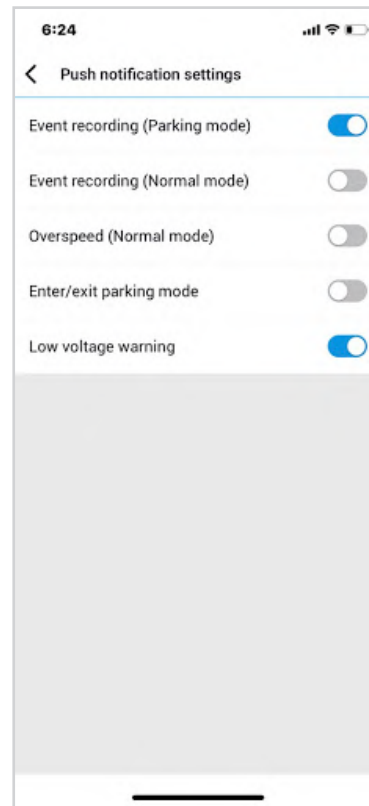 6:24
Push notification settings
Event recording (Parking mode)
Event recording (Normal mode)
Overspeed (Normal mode)
Enter/exit parking mode
Low voltage warning